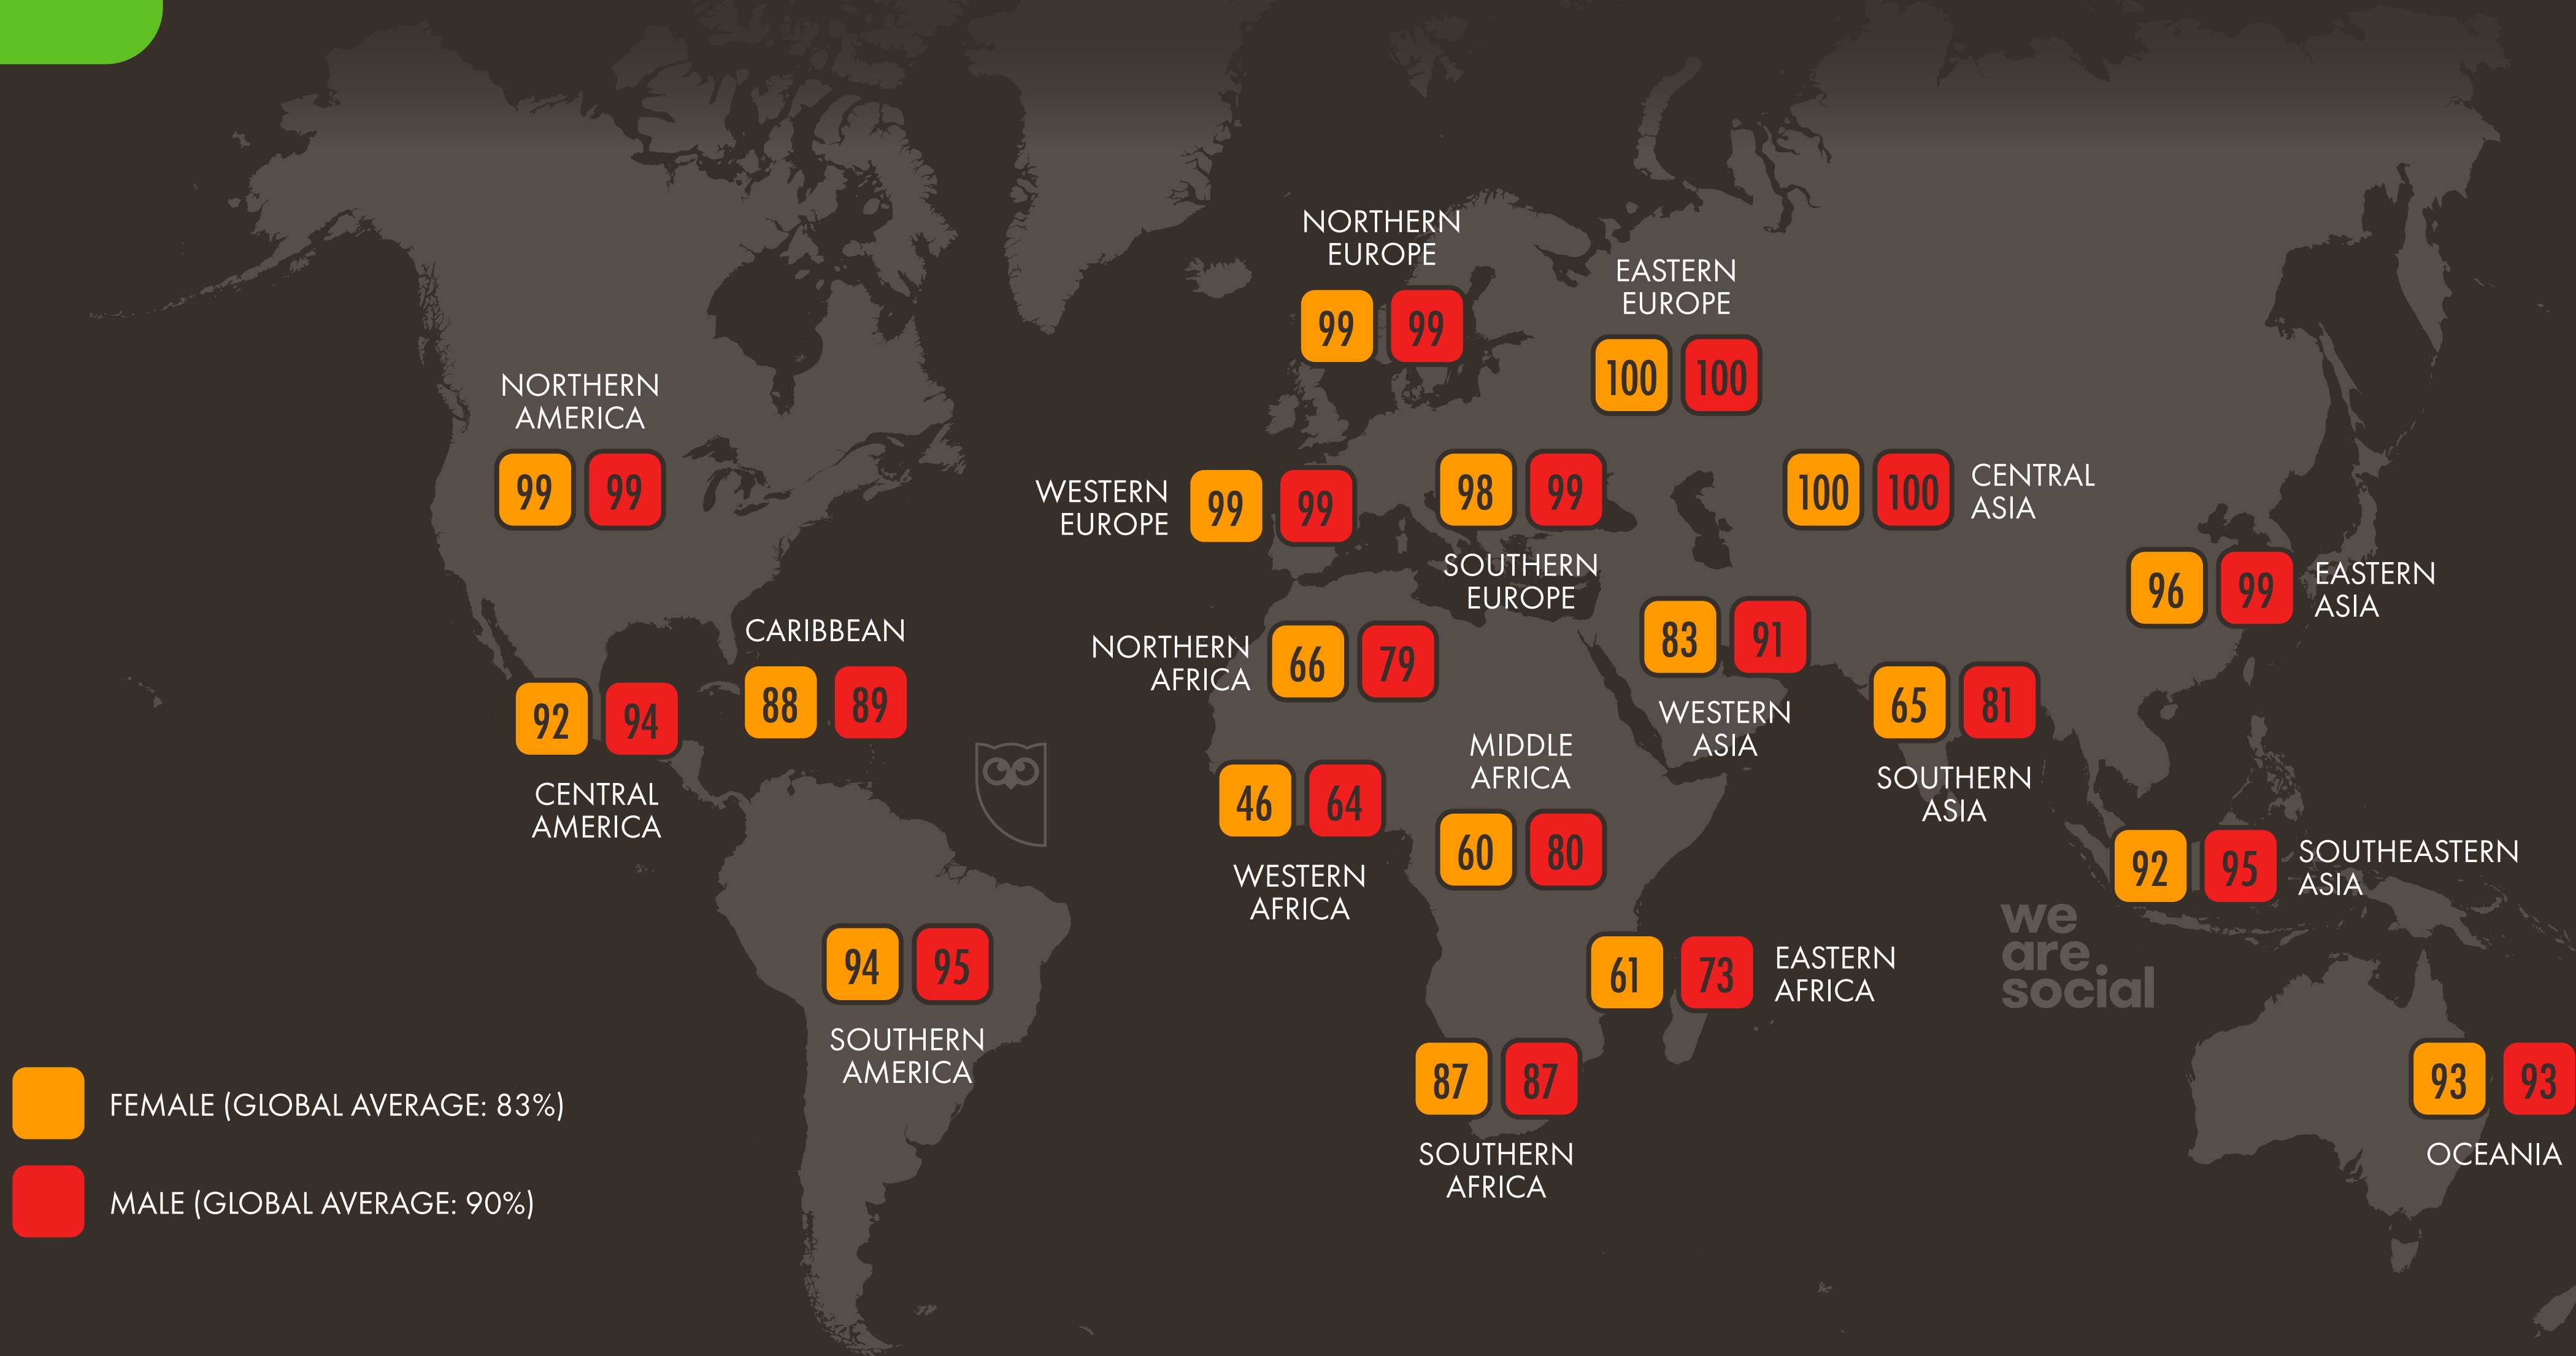 NORTHERN
EUROPE
99 99
EASTERN
EUROPE
100 100
NORTHERN
AMERICA
99 99
WESTERN
EUROPE
99 99
98 99
SOUTHERN
EUROPE
100 100
CENTRAL
ASIA
96 99
EASTERN
ASIA
CARIBBEAN
88 89
NORTHERN
AFRICA
66 79
83 91
WESTERN
ASIA
65 81
SOUTHERN
ASIA
92 94
CENTRAL
AMERICA
46 64
WESTERN
AFRICA
MIDDLE
AFRICA
60 80
92 95
SOUTHEASTERN
ASIA
we
are
social
94 95
SOUTHERN
AMERICA
61 73
EASTERN
AFRICA
87 87
SOUTHERN
AFRICA
93 93
OCEANIA
FEMALE (GLOBAL AVERAGE: 83%)
MALE (GLOBAL AVERAGE: 90%)